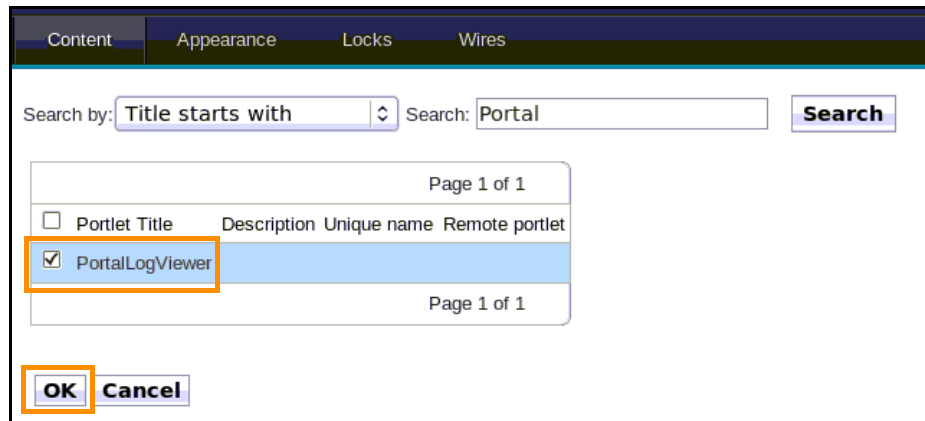 Content Appearance Locks Wires
Search by: Title starts with Search: Portal Search
Page 1 of 1
Portlet Title Description Unique name Remote portlet
PortalLogViewer
Page 1 of 1
OK Cancel